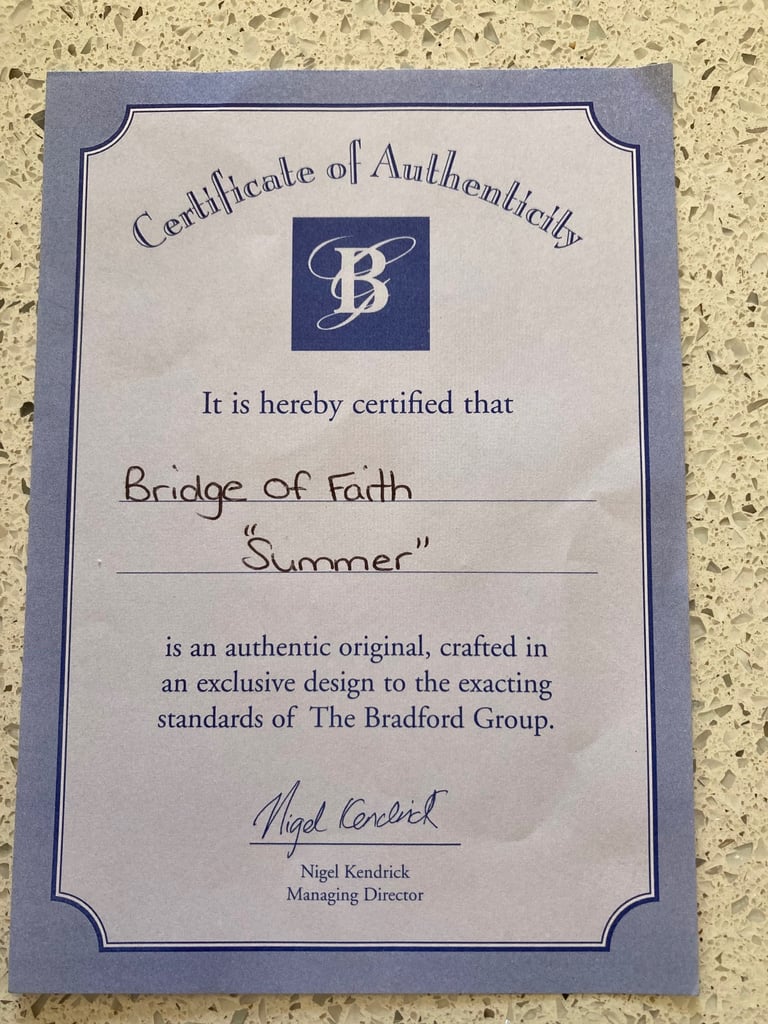 Certificate of Authenticity
BG
It is hereby certified that
Bridge of Faith
"Summer"
is an authentic original, crafted in
an exclusive design to the exacting
standards of The Bradford Group.
Nigel Kendrick
Nigel Kendrick
Managing Director